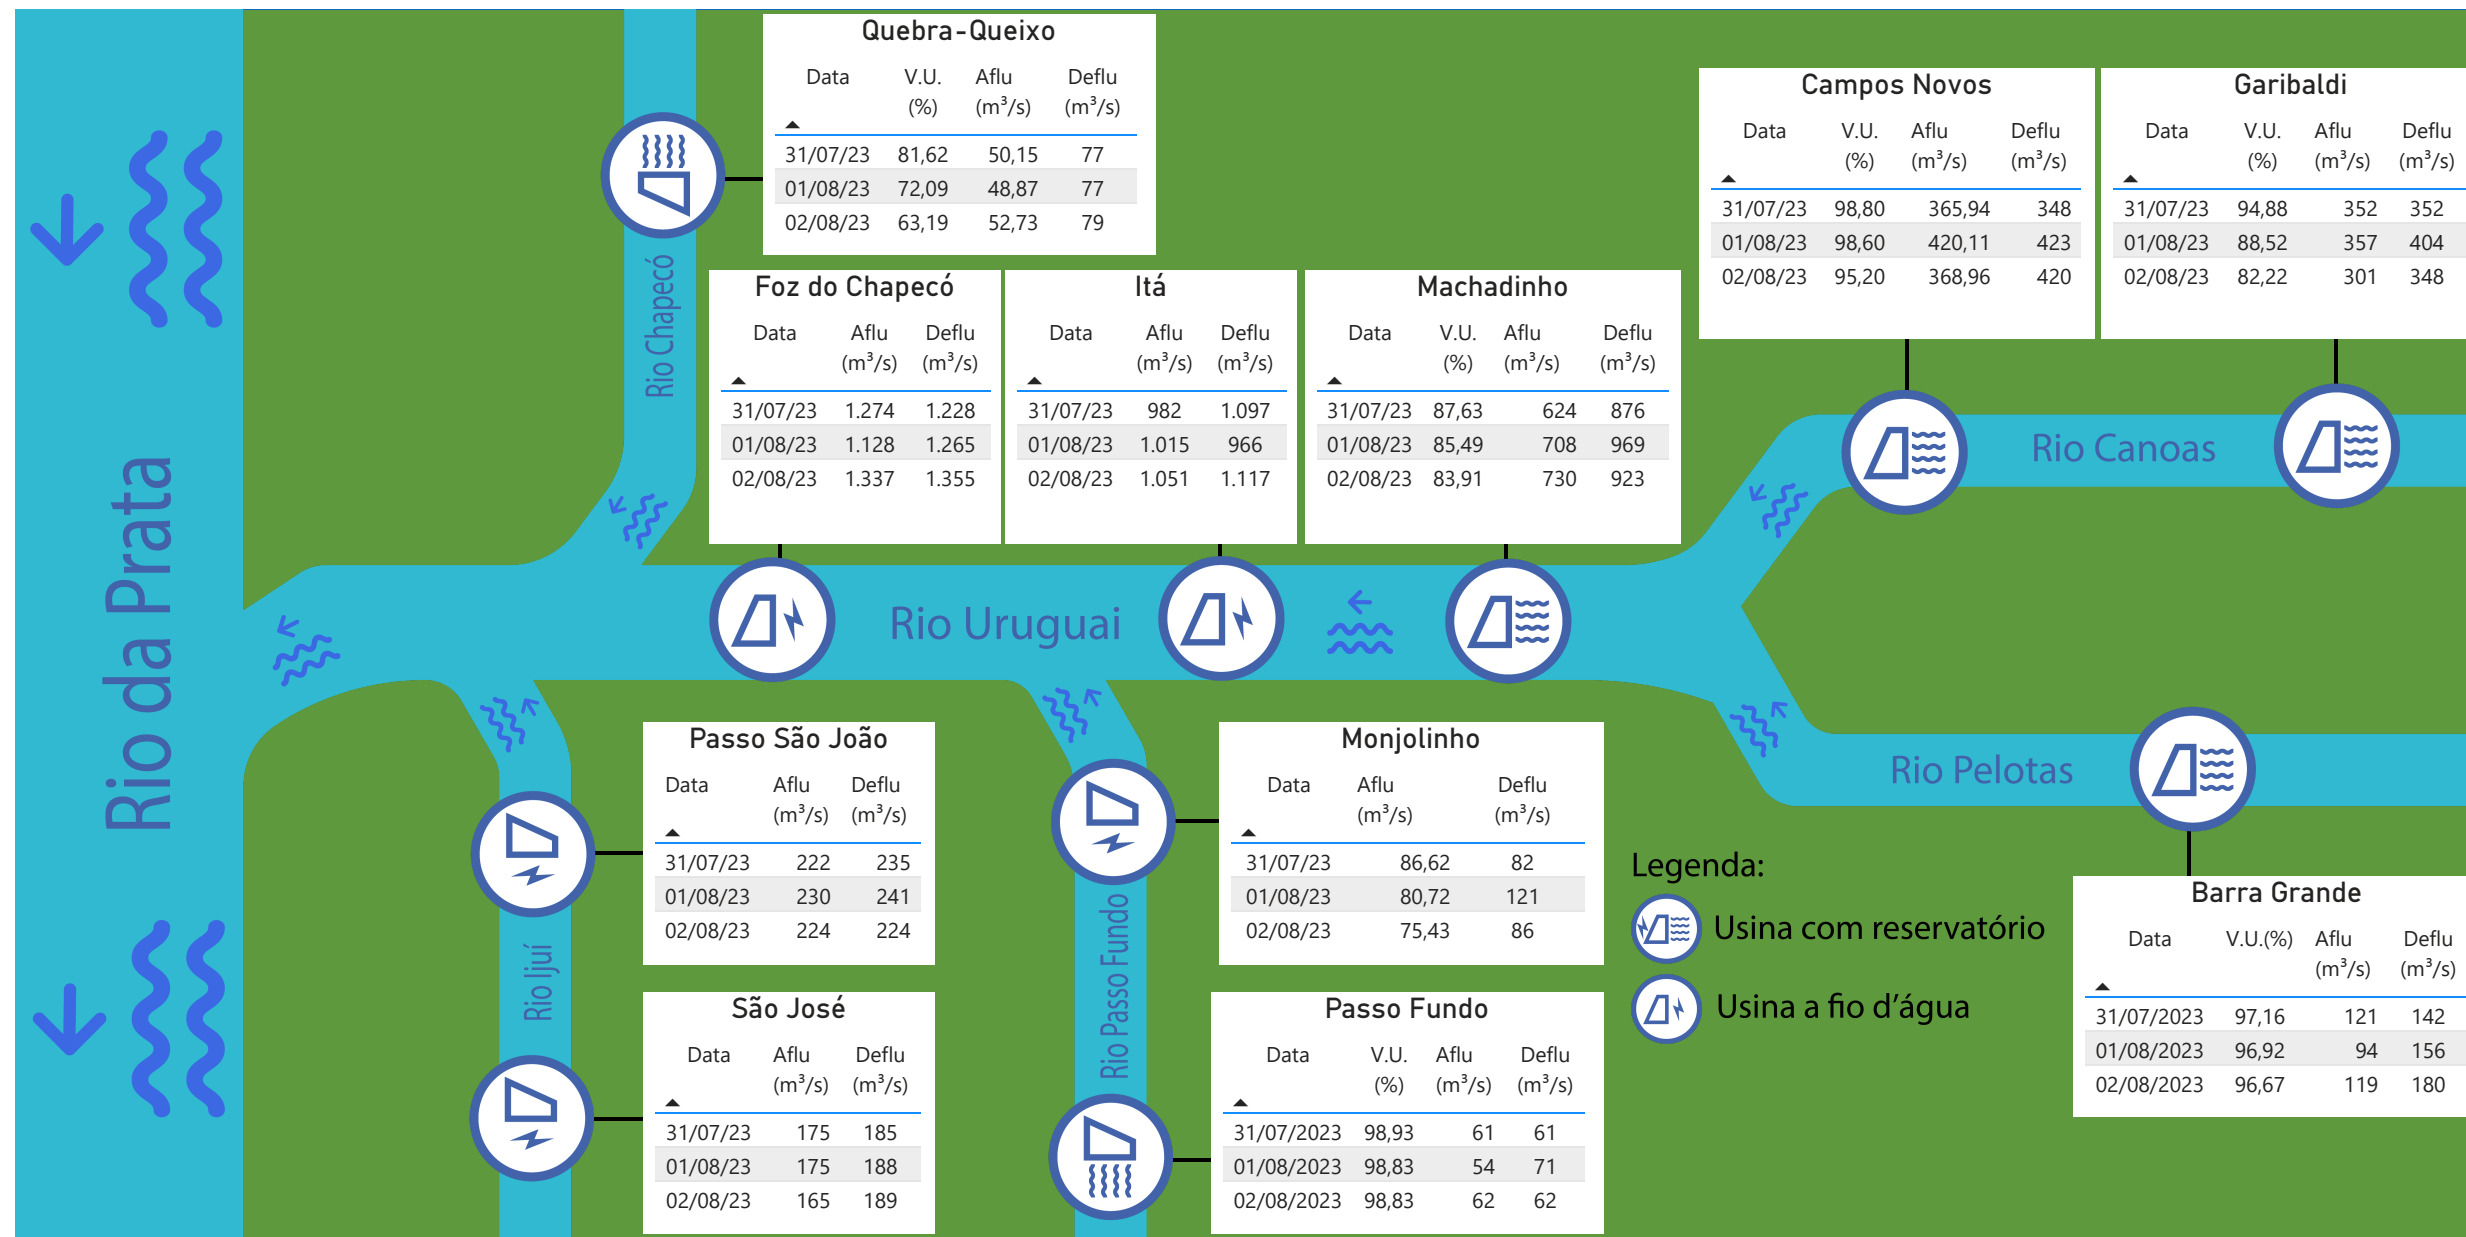 Quebra-Queixo
Data V.U. (%) Aflu (m³/s) Deflu (m³/s)
31/07/23 81,62 50,15 77
01/08/23 72,09 48,87 77
02/08/23 63,19 52,73 79
Campos Novos
Data V.U. (%) Aflu (m³/s) Deflu (m³/s)
31/07/23 98,80 365,94 348
01/08/23 98,60 420,11 423
02/08/23 95,20 368,96 420
Garibaldi
Data V.U. (%) Aflu (m³/s) Deflu (m³/s)
31/07/23 94,88 352 352
01/08/23 88,52 357 404
02/08/23 82,22 301 348
Rio Chapecó
Foz do Chapecó
Data Aflu (m³/s) Deflu (m³/s)
31/07/23 1.274 1.228
01/08/23 1.128 1.265
02/08/23 1.337 1.355
Itá
Data Aflu (m³/s) Deflu (m³/s)
31/07/23 982 1.097
01/08/23 1.015 966
02/08/23 1.051 1.117
Machadinho
Data V.U. (%) Aflu (m³/s) Deflu (m³/s)
31/07/23 87,63 624 876
01/08/23 85,49 708 969
02/08/23 83,91 730 923
Rio Canoas
Rio da Prata
Rio Uruguai
Rio Pelotas
Passo São João
Data Aflu (m³/s) Deflu (m³/s)
31/07/23 222 235
01/08/23 230 241
02/08/23 224 224
Monjolinho
Data Aflu (m³/s) Deflu (m³/s)
31/07/23 86,62 82
01/08/23 80,72 121
02/08/23 75,43 86
Legenda:
Usina com reservatório
Usina a fio d'água
Barra Grande
Data V.U.(%) Aflu (m³/s) Deflu (m³/s)
31/07/2023 97,16 121 142
01/08/2023 96,92 94 156
02/08/2023 96,67 119 180
Rio Ijuí
Rio Passo Fundo
São José
Data Aflu (m³/s) Deflu (m³/s)
31/07/23 175 185
01/08/23 175 188
02/08/23 165 189
Passo Fundo
Data V.U. (%) Aflu (m³/s) Deflu (m³/s)
31/07/2023 98,93 61 61
01/08/2023 98,83 54 71
02/08/2023 98,83 62 62